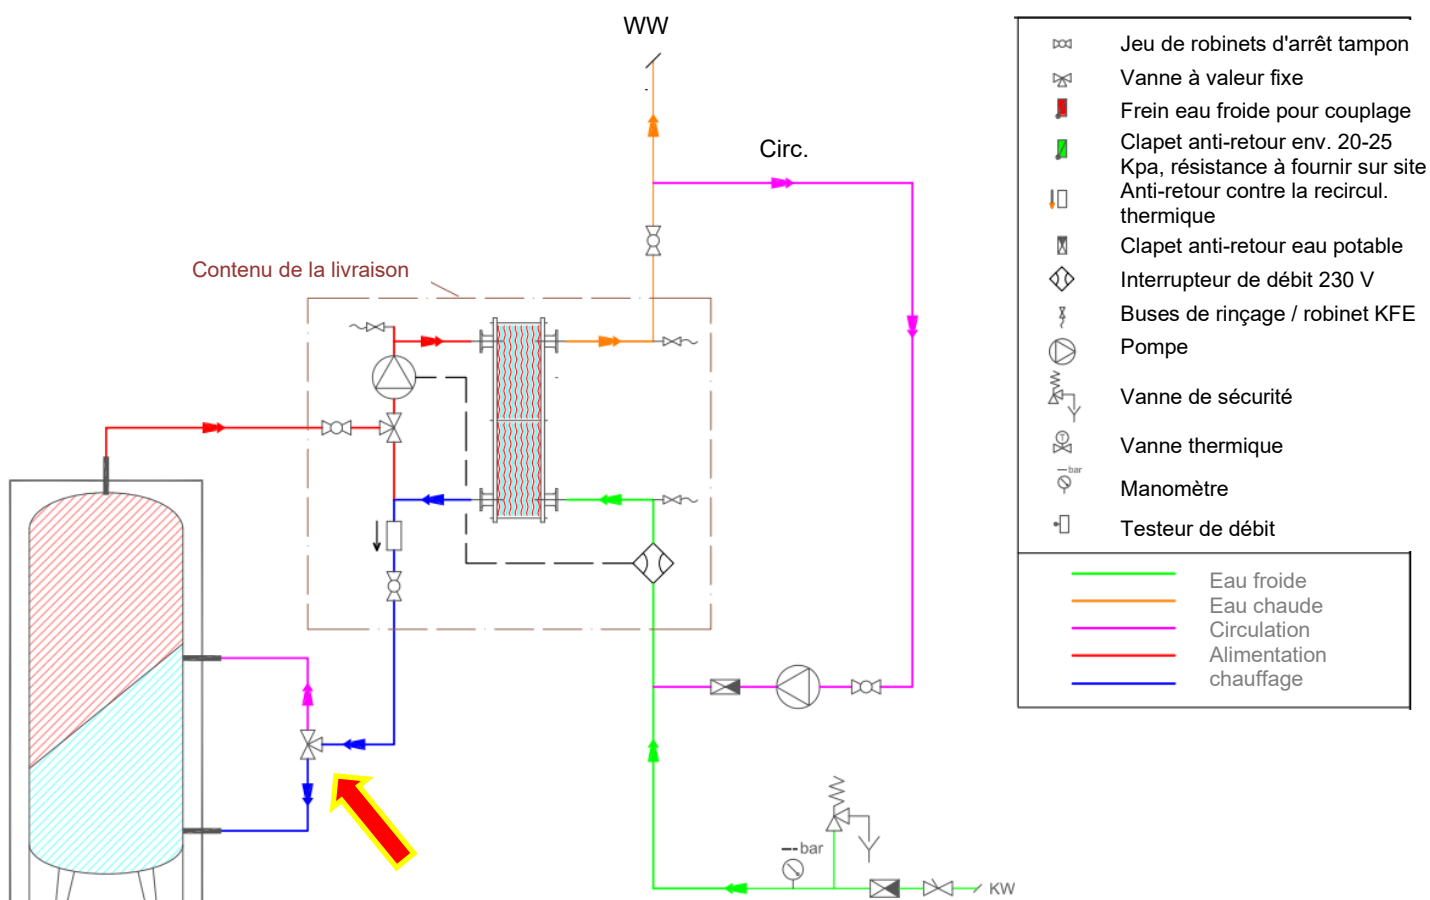 WW
Circ.
Contenu de la livraison
bar
KW
Jeu de robinets d'arrêt tampon
Vanne à valeur fixe
Frein eau froide pour couplage
Clapet anti-retour env. 20-25
Kpa, résistance à fournir sur site
Anti-retour contre la recircul.
thermique
Clapet anti-retour eau potable
Interrupteur de débit 230 V
Buses de rinçage / robinet KFE
Pompe
Vanne de sécurité
T
Vanne thermique
bar
Manomètre
Testeur de débit
Eau froide
Eau chaude
Circulation
Alimentation
chauffage